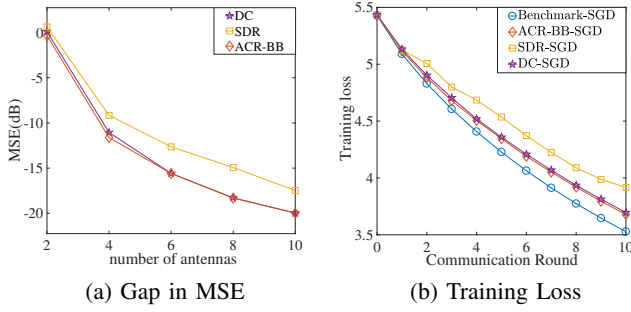 DC
SDR
ACR-BB
0
-5
-10
-15
-20
MSE(dB)
2 4 6 8 10
number of antennas
(a) Gap in MSE
Benchmark-SGD
ACR-BB-SGD
SDR-SGD
DC-SGD
5.5
5
4.5
4
3.5
Training loss
0 2 4 6 8 10
Communication Round
(b) Training Loss